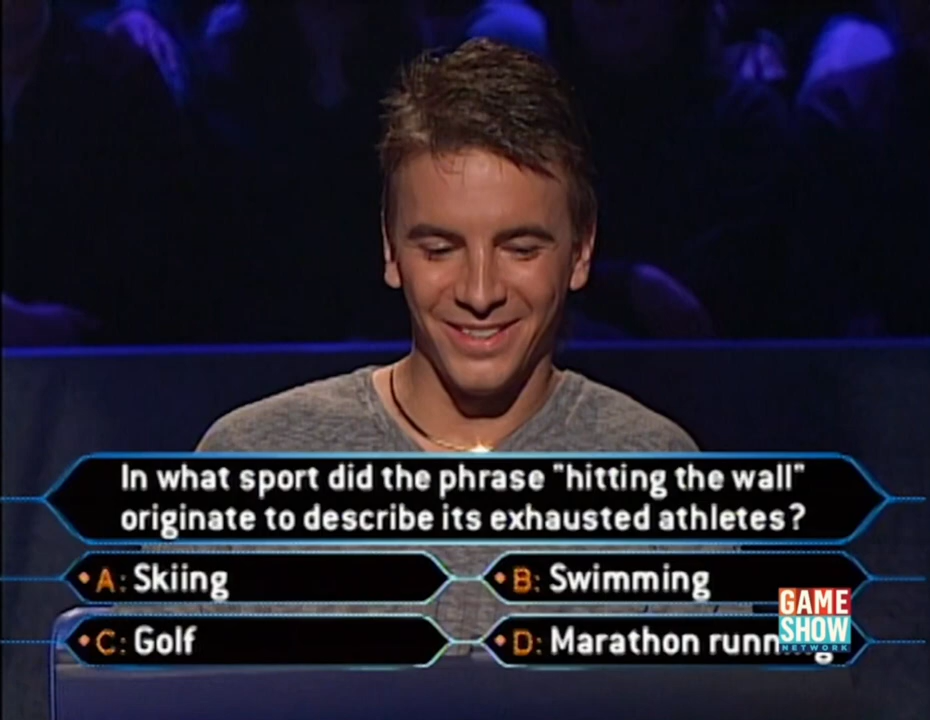 In what sport did the phrase "hitting the wall"
originate to describe its exhausted athletes?
A: Skiing
B: Swimming
C: Golf
D: Marathon running
GAME
SHOW
NETWORK